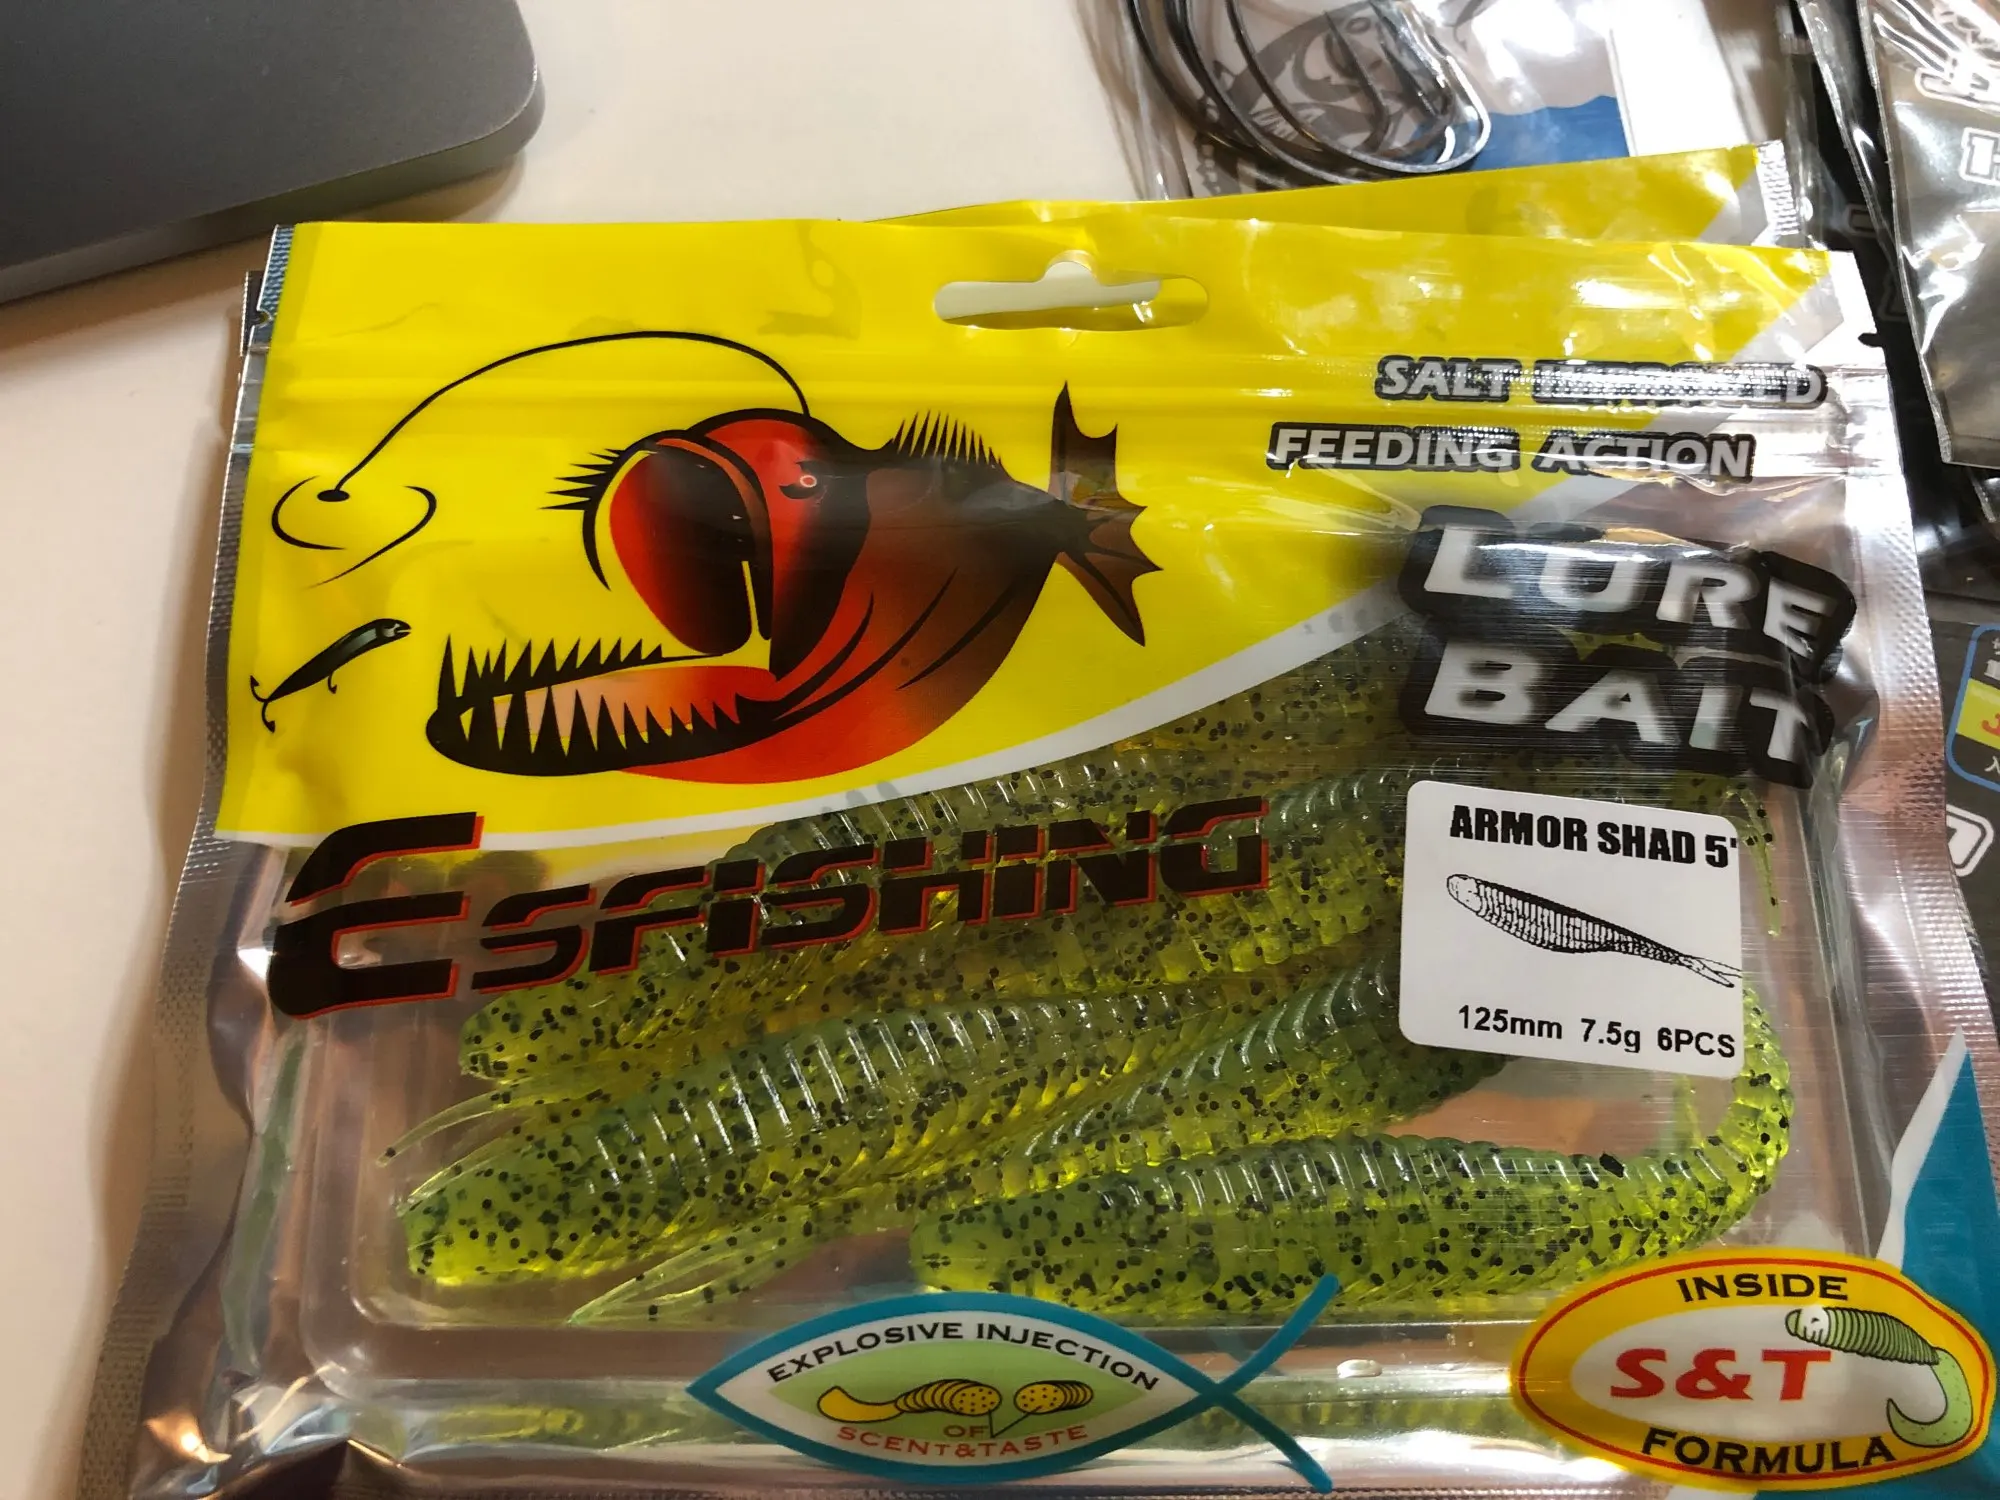 SALT
FEEDING ACTION
LURE
BAIT
ESFISHING
ARMOR SHAD 5"
125mm 7.5g 6PCS
EXPLOSIVE INJECTION
OF
SCENT&TASTE
INSIDE
S&T
FORMULA